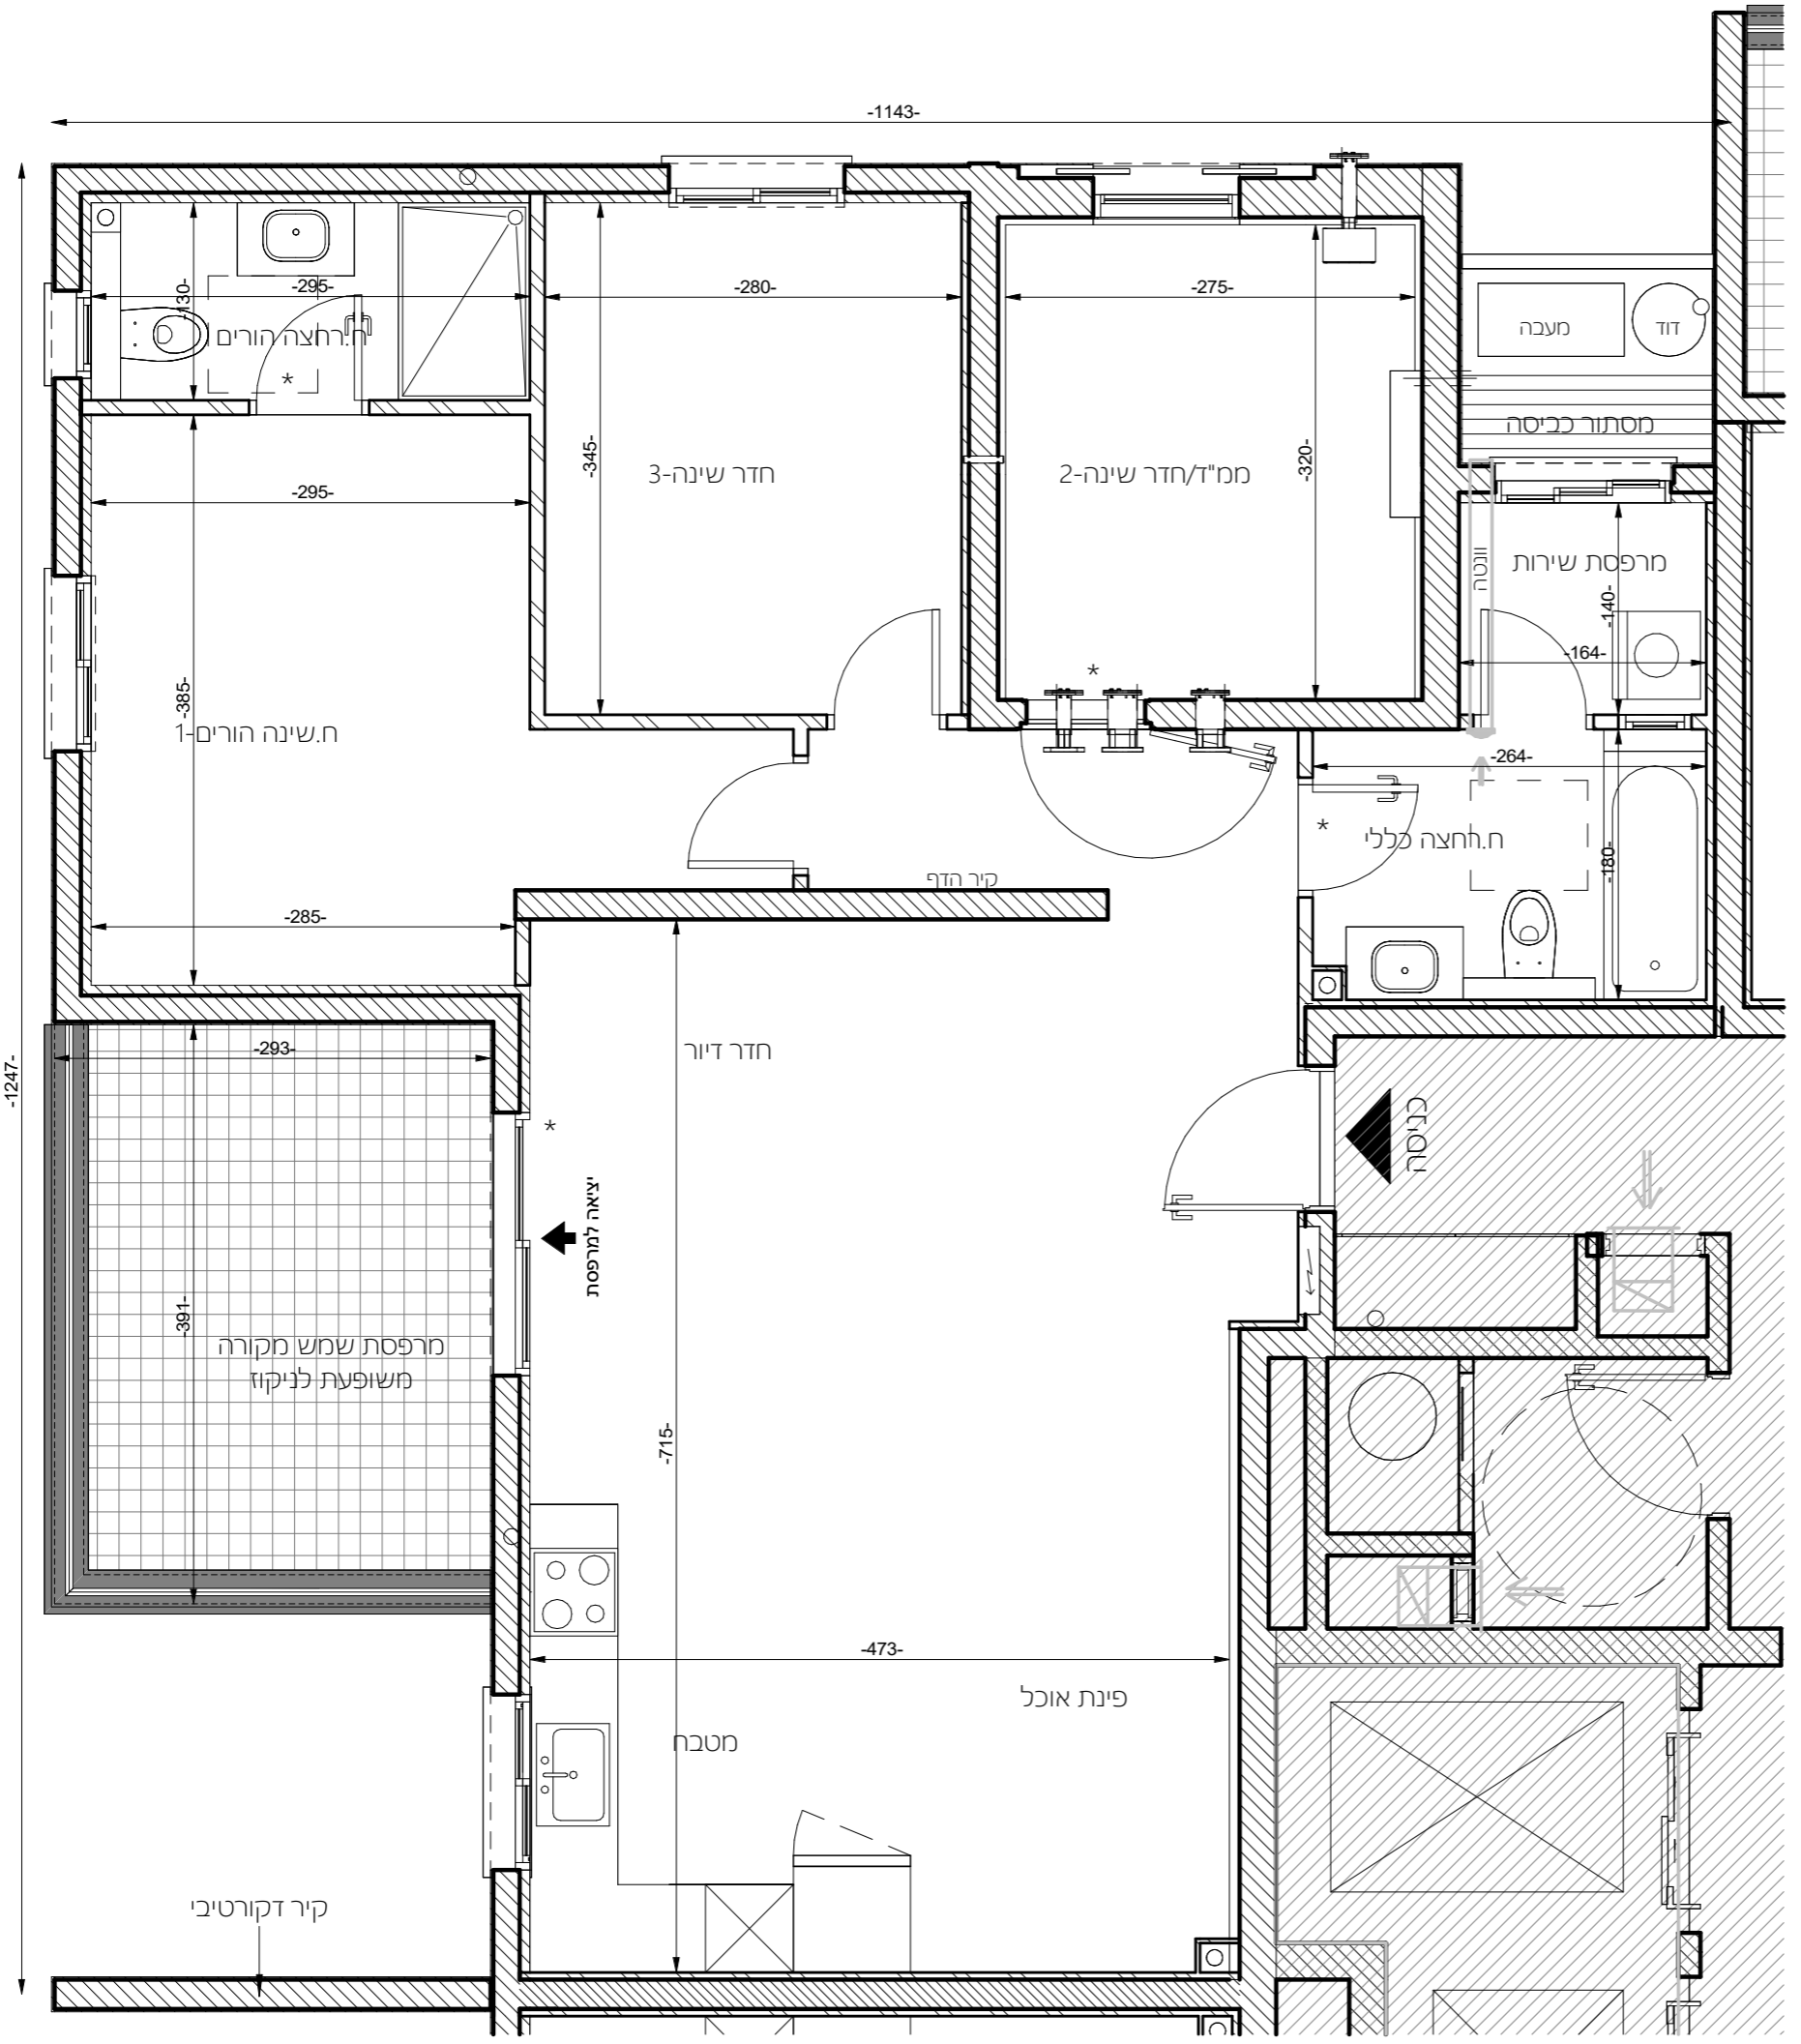 -1143-
-130-
-295-
ח.רחצה הורים
*
-280-
-345-
חדר שינה-3
-275-
-320-
ממ"ד/חדר שינה-2
*
מעבה
דוד
מסתור כביסה
וונטה
מרפסת שירות
-140-
-164-
-295-
-385-
ח.שינה הורים-1
-285-
קיר הדף
-264-
*
ח.רחצה כללי
-180-
-1247-
-293-
-391-
מרפסת שמש מקורה
משופעת לניקוז
*
יציאה למרפסת
חדר דיור
-715-
כניסה
-473-
פינת אוכל
מטבח
קיר דקורטיבי